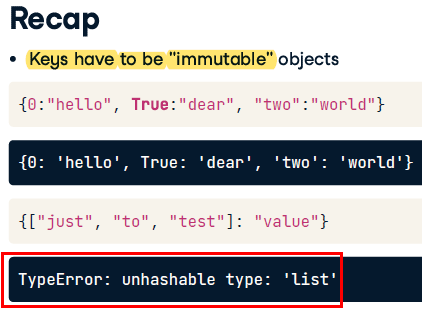 Recap
• Keys have to be "immutable" objects
{0:"hello", True:"dear", "two":"world"}
{0: 'hello', True: 'dear', 'two': 'world'}
{["just", "to", "test"]: "value"}
TypeError: unhashable type: 'list'